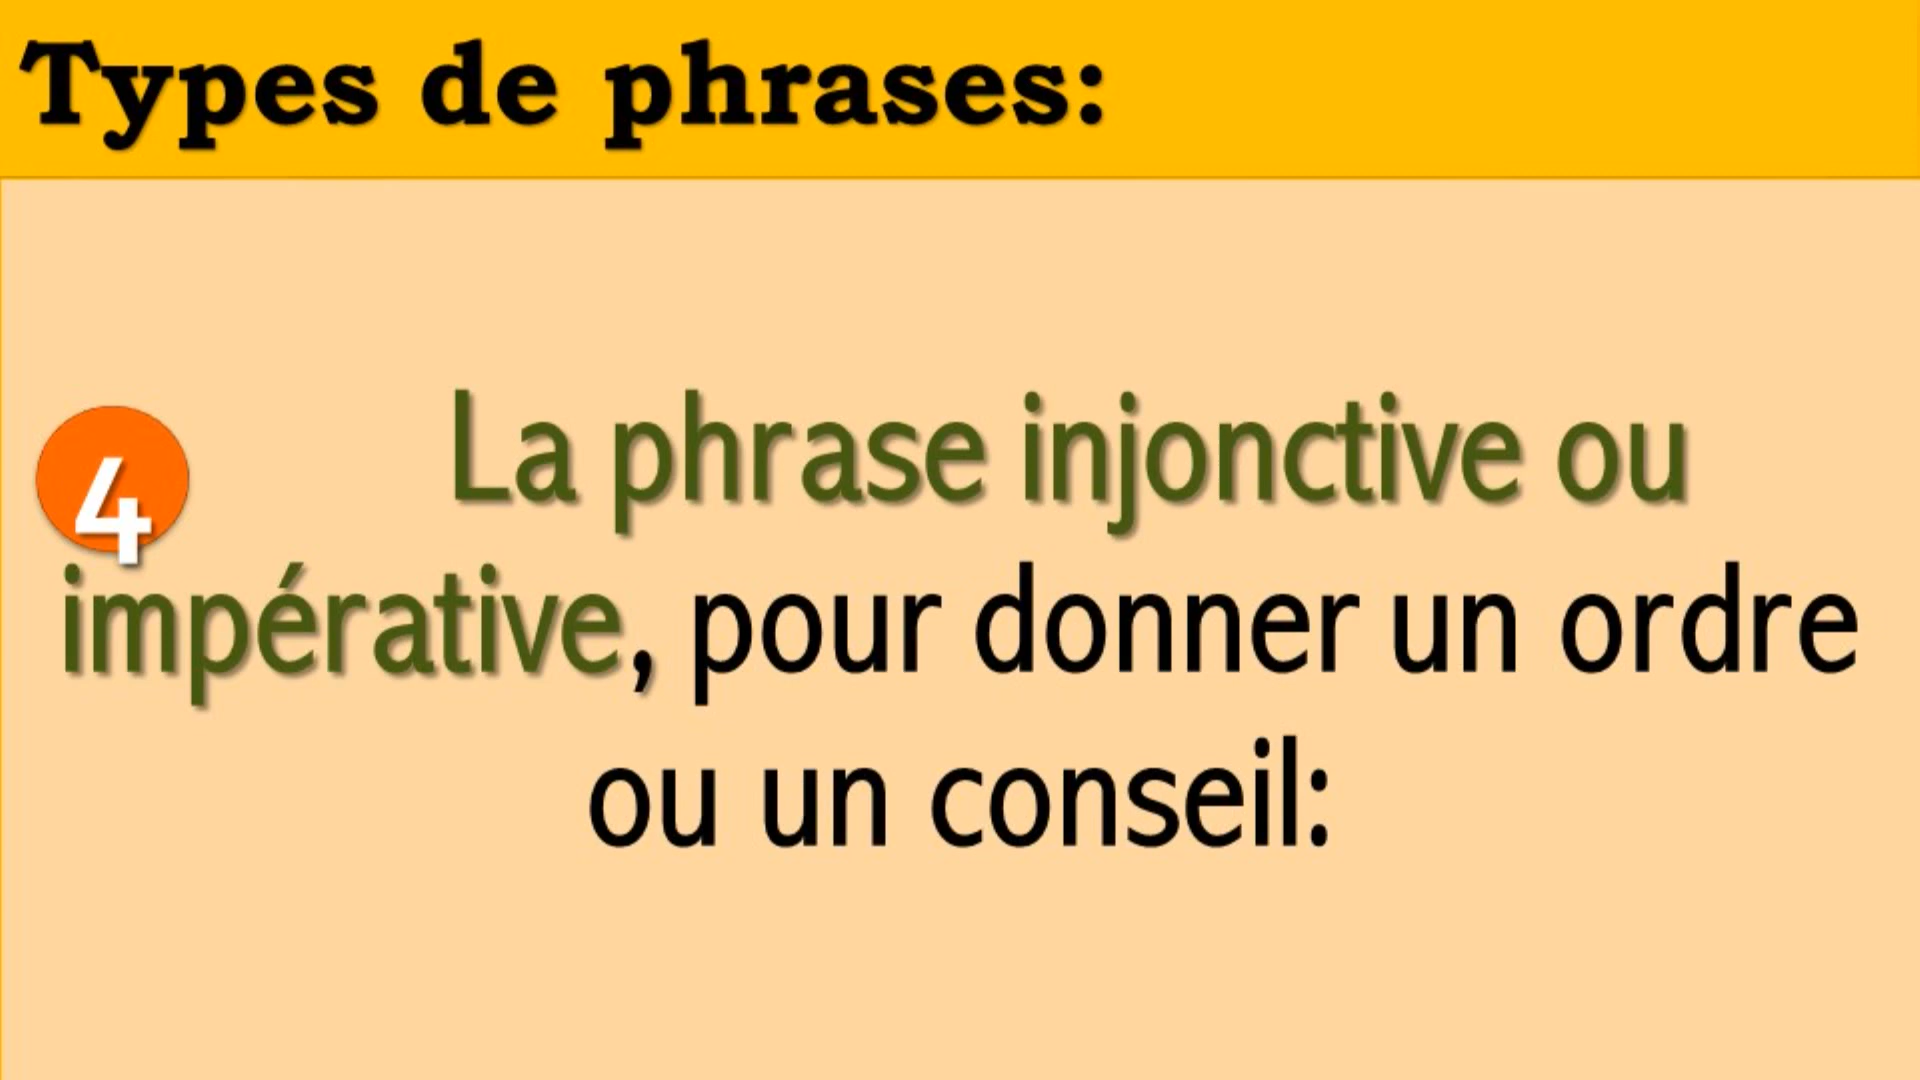 Types de phrases:
4 La phrase injonctive ou
impérative, pour donner un ordre
ou un conseil: